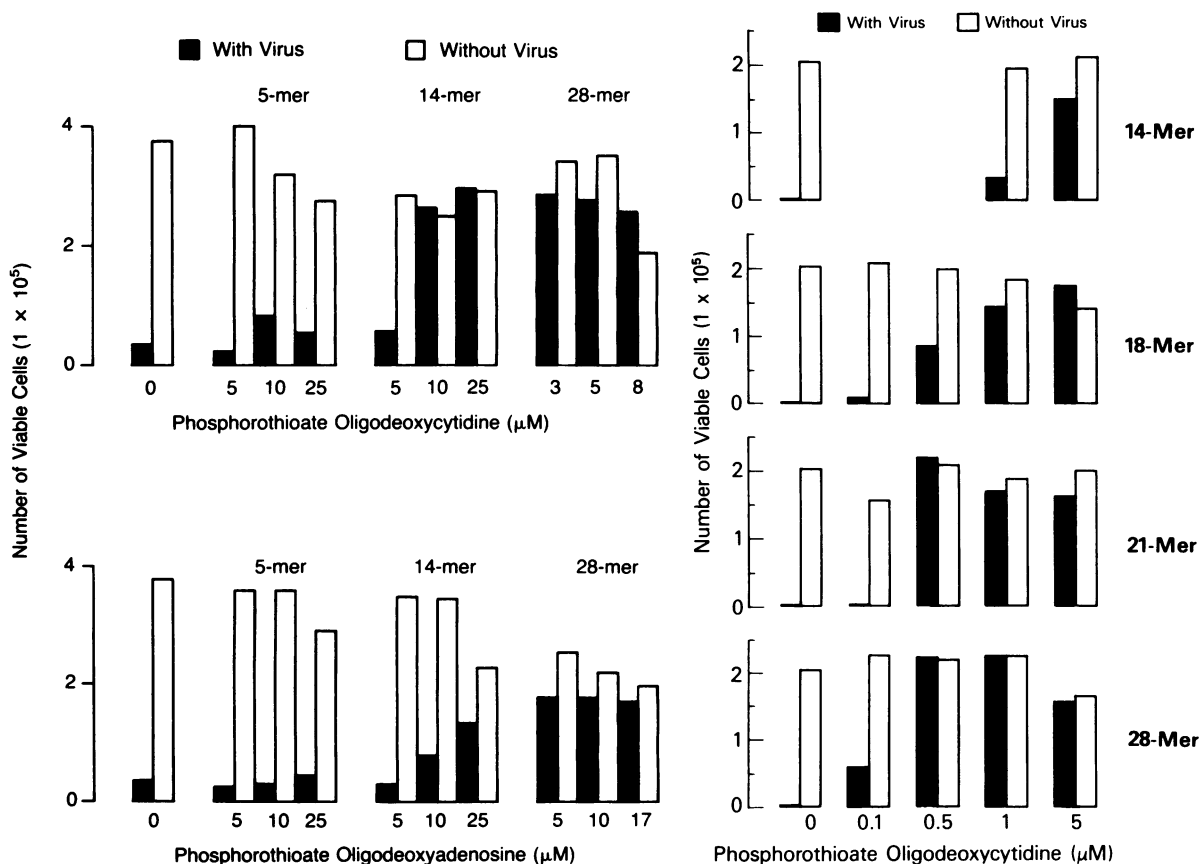 With Virus Without Virus
5-mer 14-mer 28-mer
4
2
0
0 5 10 25 5 10 25 3 5 8
Phosphorothioate Oligodeoxycytidine (μM)
Number of Viable Cells (1 × 10⁵)
5-mer 14-mer 28-mer
4
2
0
0 5 10 25 5 10 25 5 10 17
Phosphorothioate Oligodeoxyadenosine (μM)
With Virus Without Virus
2
1
0
14-Mer
2
1
0
18-Mer
Number of Viable Cells (1 x 10⁵)
2
1
0
21-Mer
2
1
0
28-Mer
0 0.1 0.5 1 5
Phosphorothioate Oligodeoxycytidine (μM)